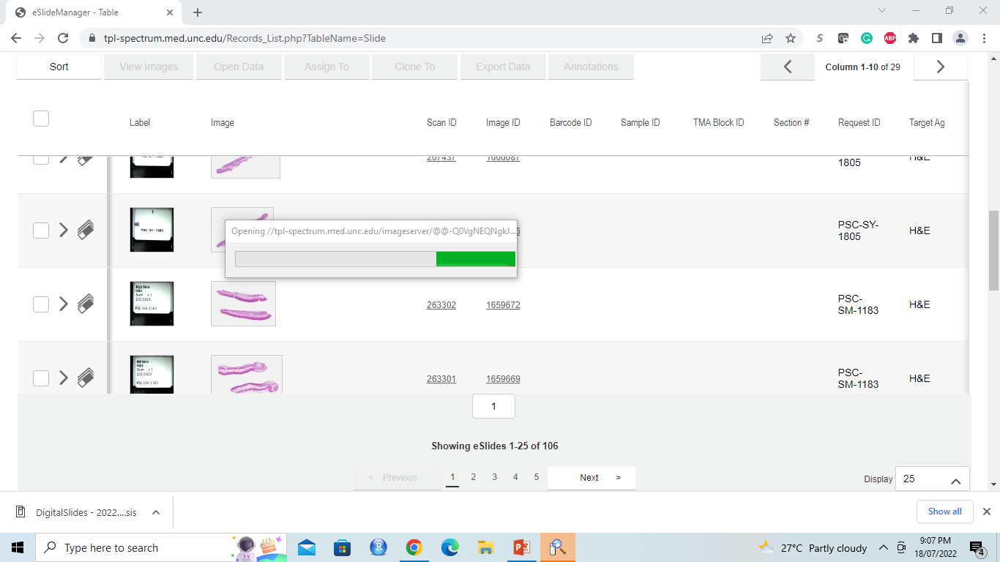 eSlideManager - Table
tpl-spectrum.med.unc.edu/Records_List.php?TableName=Slide
Sort View Images Open Data Assign To Clone To Export Data Annotations Column 1-10 of 29
Label Image Scan ID Image ID Barcode ID Sample ID TMA Block ID Section # Request ID Target Ag
267437 1666087 1805 H&E
1
HE
PSC-SY-1805
PSC-SY-
1805
H&E
Opening //tpl-spectrum.med.unc.edu/imageserver/@@-Q0VgNEQNgkJ...6
R12 Skin
H&E
Sum s.1
2/2/2022
PSC-SM-1183
263302 1659672
PSC-
SM-1183
H&E
R9 Skin
H&E
Sum s.1
2/2/2022
PSC-SM-1183
263301 1659669
PSC-
SM-1183
H&E
1
Showing eSlides 1-25 of 106
< Previous 1 2 3 4 5 Next >
Display 25
DigitalSlides - 2022....sis
Show all
Type here to search
27°C Partly cloudy
9:07 PM
18/07/2022
4